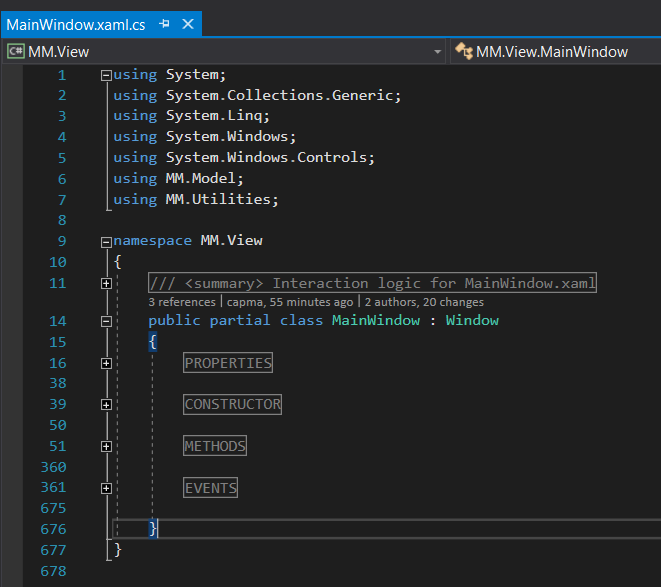 MainWindow.xaml.cs
C# MM.View MM.View.MainWindow
1 using System;
2 using System.Collections.Generic;
3 using System.Linq;
4 using System.Windows;
5 using System.Windows.Controls;
6 using MM.Model;
7 using MM.Utilities;
8
9 namespace MM.View
10 {
11 /// <summary> Interaction logic for MainWindow.xaml
3 references | capma, 55 minutes ago | 2 authors, 20 changes
14 public partial class MainWindow : Window
15 {
16 PROPERTIES
38
39 CONSTRUCTOR
50
51 METHODS
360
361 EVENTS
675
676 }
677 }
678